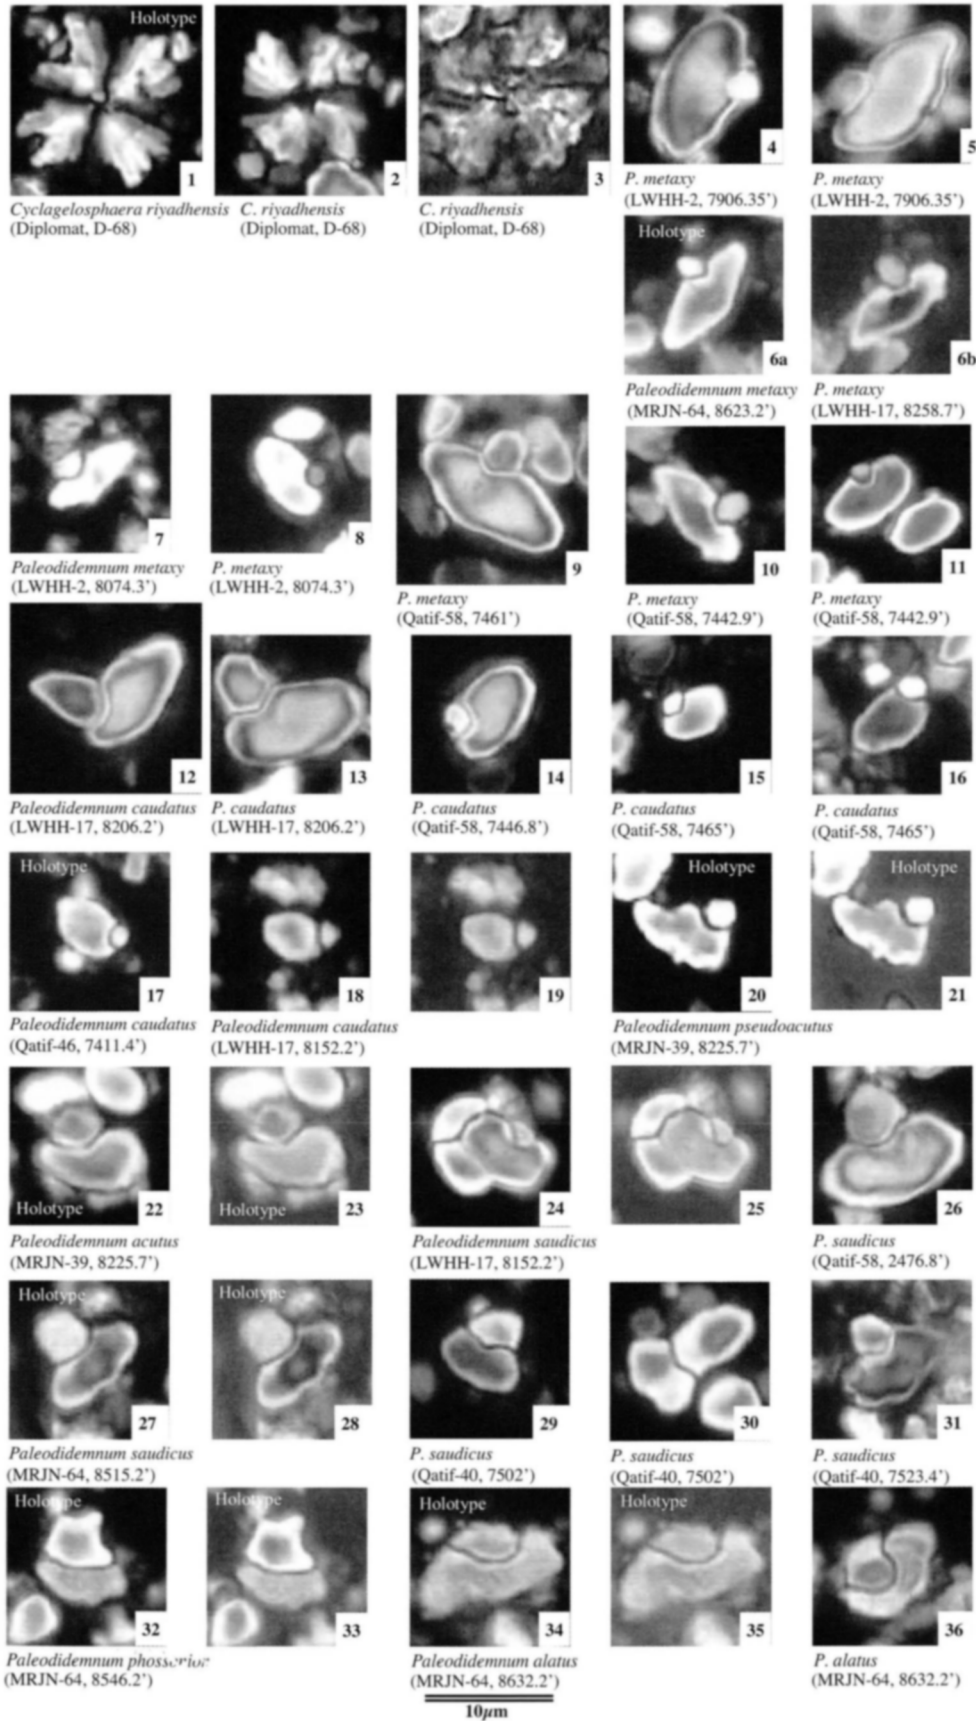 Holotype
1
2
3
4
5
Cyclagelosphaera riyadhensis
(Diplomat, D-68)
C. riyadhensis
(Diplomat, D-68)
C. riyadhensis
(Diplomat, D-68)
P. metaxy
(LWHH-2, 7906.35')
P. metaxy
(LWHH-2, 7906.35')
Holotype
6a
6b
Paleodidemnum metaxy
(MRJN-64, 8623.2')
P. metaxy
(LWHH-17, 8258.7')
7
8
9
10
11
Paleodidemnum metaxy
(LWHH-2, 8074.3')
P. metaxy
(LWHH-2, 8074.3')
P. metaxy
(Qatif-58, 7461')
P. metaxy
(Qatif-58, 7442.9')
P. metaxy
(Qatif-58, 7442.9')
12
13
14
15
16
Paleodidemnum caudatus
(LWHH-17, 8206.2')
P. caudatus
(LWHH-17, 8206.2')
P. caudatus
(Qatif-58, 7446.8')
P. caudatus
(Qatif-58, 7465')
P. caudatus
(Qatif-58, 7465')
Holotype
Holotype
Holotype
17
18
19
20
21
Paleodidemnum caudatus
(Qatif-46, 7411.4')
Paleodidemnum caudatus
(LWHH-17, 8152.2')
Paleodidemnum pseudoacutus
(MRJN-39, 8225.7')
Holotype
22
Holotype
23
24
25
26
Paleodidemnum acutus
(MRJN-39, 8225.7')
Paleodidemnum saudicus
(LWHH-17, 8152.2')
P. saudicus
(Qatif-58, 2476.8')
Holotype
Holotype
27
28
29
30
31
Paleodidemnum saudicus
(MRJN-64, 8515.2')
P. saudicus
(Qatif-40, 7502')
P. saudicus
(Qatif-40, 7502')
P. saudicus
(Qatif-40, 7523.4')
Holotype
Holotype
Holotype
Holotype
32
33
34
35
36
Paleodidemnum
(MRJN-64, 8546.2')
Paleodidemnum alatus
(MRJN-64, 8632.2')
P. alatus
(MRJN-64, 8632.2')
10µm